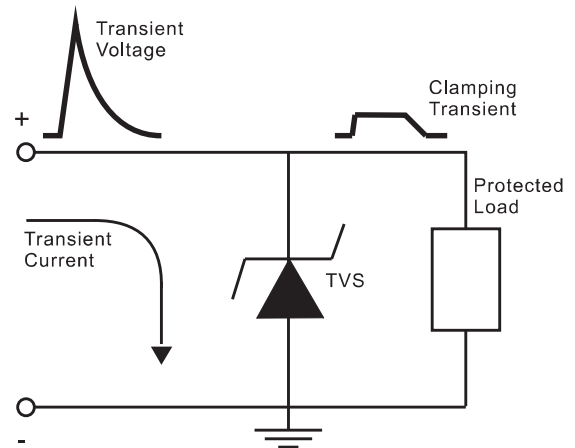 Transient
Voltage
Clamping
Transient
+
Protected
Load
Transient
Current
TVS
-